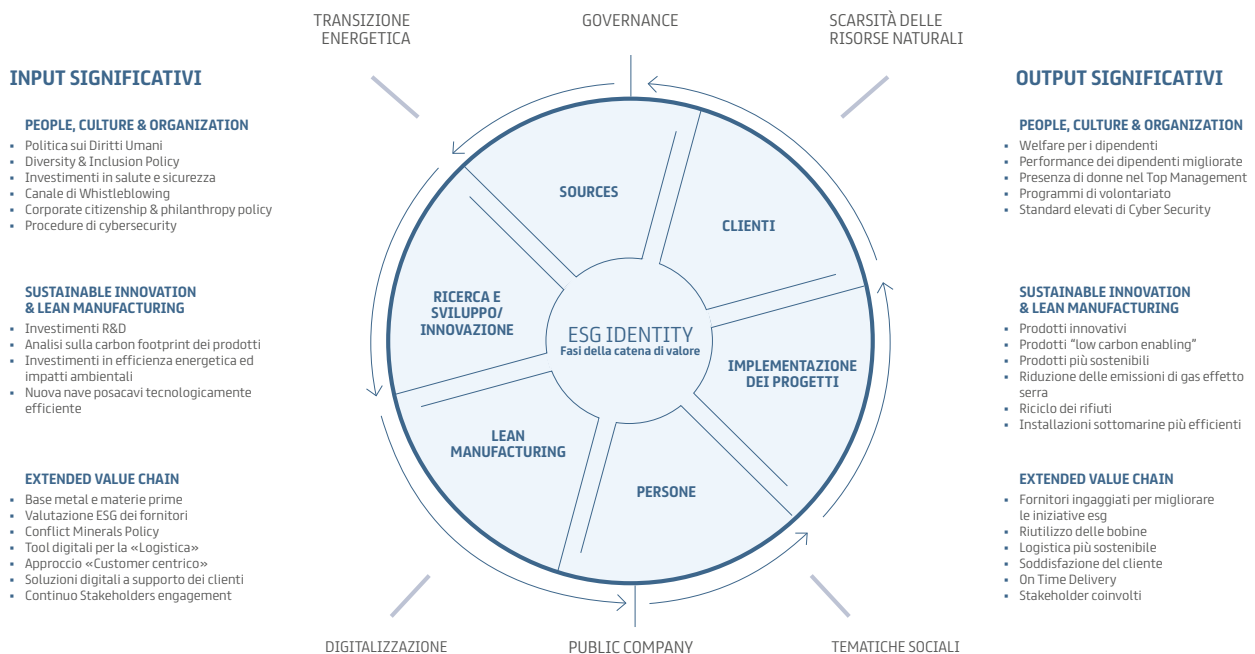 TRANSIZIONE
ENERGETICA
GOVERNANCE
SCARSITÀ DELLE
RISORSE NATURALI
INPUT SIGNIFICATIVI
PEOPLE, CULTURE & ORGANIZATION
▪ Politica sui Diritti Umani
▪ Diversity & Inclusion Policy
▪ Investimenti in salute e sicurezza
▪ Canale di Whistleblowing
▪ Corporate citizenship & philanthropy policy
▪ Procedure di cybersecurity
SUSTAINABLE INNOVATION
& LEAN MANUFACTURING
▪ Investimenti R&D
▪ Analisi sulla carbon footprint dei prodotti
▪ Investimenti in efficienza energetica ed
impatti ambientali
▪ Nuova nave posacavi tecnologicamente
efficiente
EXTENDED VALUE CHAIN
▪ Base metal e materie prime
▪ Valutazione ESG dei fornitori
▪ Conflict Minerals Policy
▪ Tool digitali per la «Logistica»
▪ Approccio «Customer centrico»
▪ Soluzioni digitali a supporto dei clienti
▪ Continuo Stakeholders engagement
SOURCES
CLIENTI
RICERCA E
SVILUPPO/
INNOVAZIONE
ESG IDENTITY
Fasi della catena di valore
IMPLEMENTAZIONE
DEI PROGETTI
LEAN
MANUFACTURING
PERSONE
OUTPUT SIGNIFICATIVI
PEOPLE, CULTURE & ORGANIZATION
▪ Welfare per i dipendenti
▪ Performance dei dipendenti migliorate
▪ Presenza di donne nel Top Management
▪ Programmi di volontariato
▪ Standard elevati di Cyber Security
SUSTAINABLE INNOVATION
& LEAN MANUFACTURING
▪ Prodotti innovativi
▪ Prodotti “low carbon enabling”
▪ Prodotti più sostenibili
▪ Riduzione delle emissioni di gas effetto
serra
▪ Riciclo dei rifiuti
▪ Installazioni sottomarine più efficienti
EXTENDED VALUE CHAIN
▪ Fornitori ingaggiati per migliorare
le iniziative esg
▪ Riutilizzo delle bobine
▪ Logistica più sostenibile
▪ Soddisfazione del cliente
▪ On Time Delivery
▪ Stakeholder coinvolti
DIGITALIZZAZIONE
PUBLIC COMPANY
TEMATICHE SOCIALI